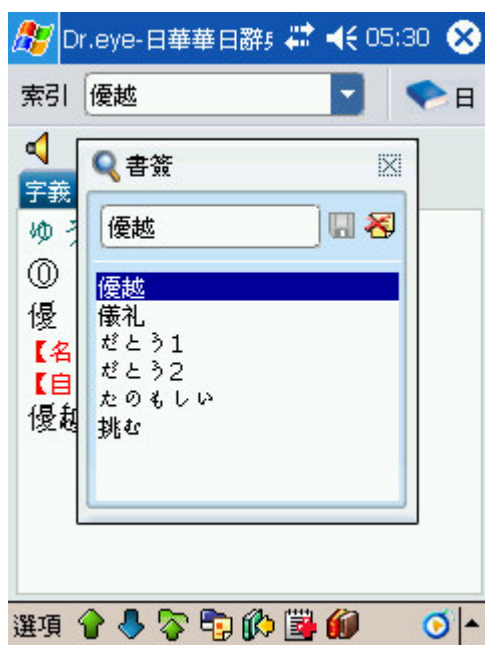 Dr.eye-日華華日辭 05:30
索引 優越 日
書簽
字義
優越
ゆ
⓪
優
【名
【自
優越
優越
儀礼
だとう1
だとう2
たのもしい
挑む
選項